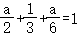 a/2 + 1/3 + a/6 = 1